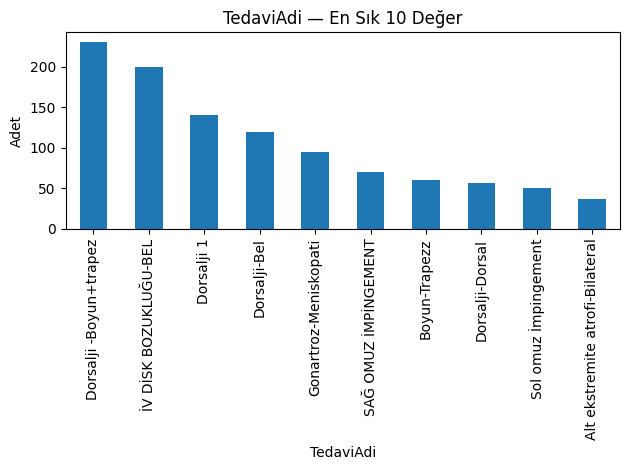 TedaviAdi — En Sık 10 Değer
Adet
200
150
100
50
0
Dorsalji -Boyun+trapez
İV DİSK BOZUKLUĞU-BEL
Dorsalji 1
Dorsalji-Bel
Gonartroz-Meniskopati
SAĞ OMUZ İMPİNGEMENT
Boyun-Trapezz
Dorsalji-Dorsal
Sol omuz İmpingement
Alt ekstremite atrofi-Bilateral
TedaviAdi